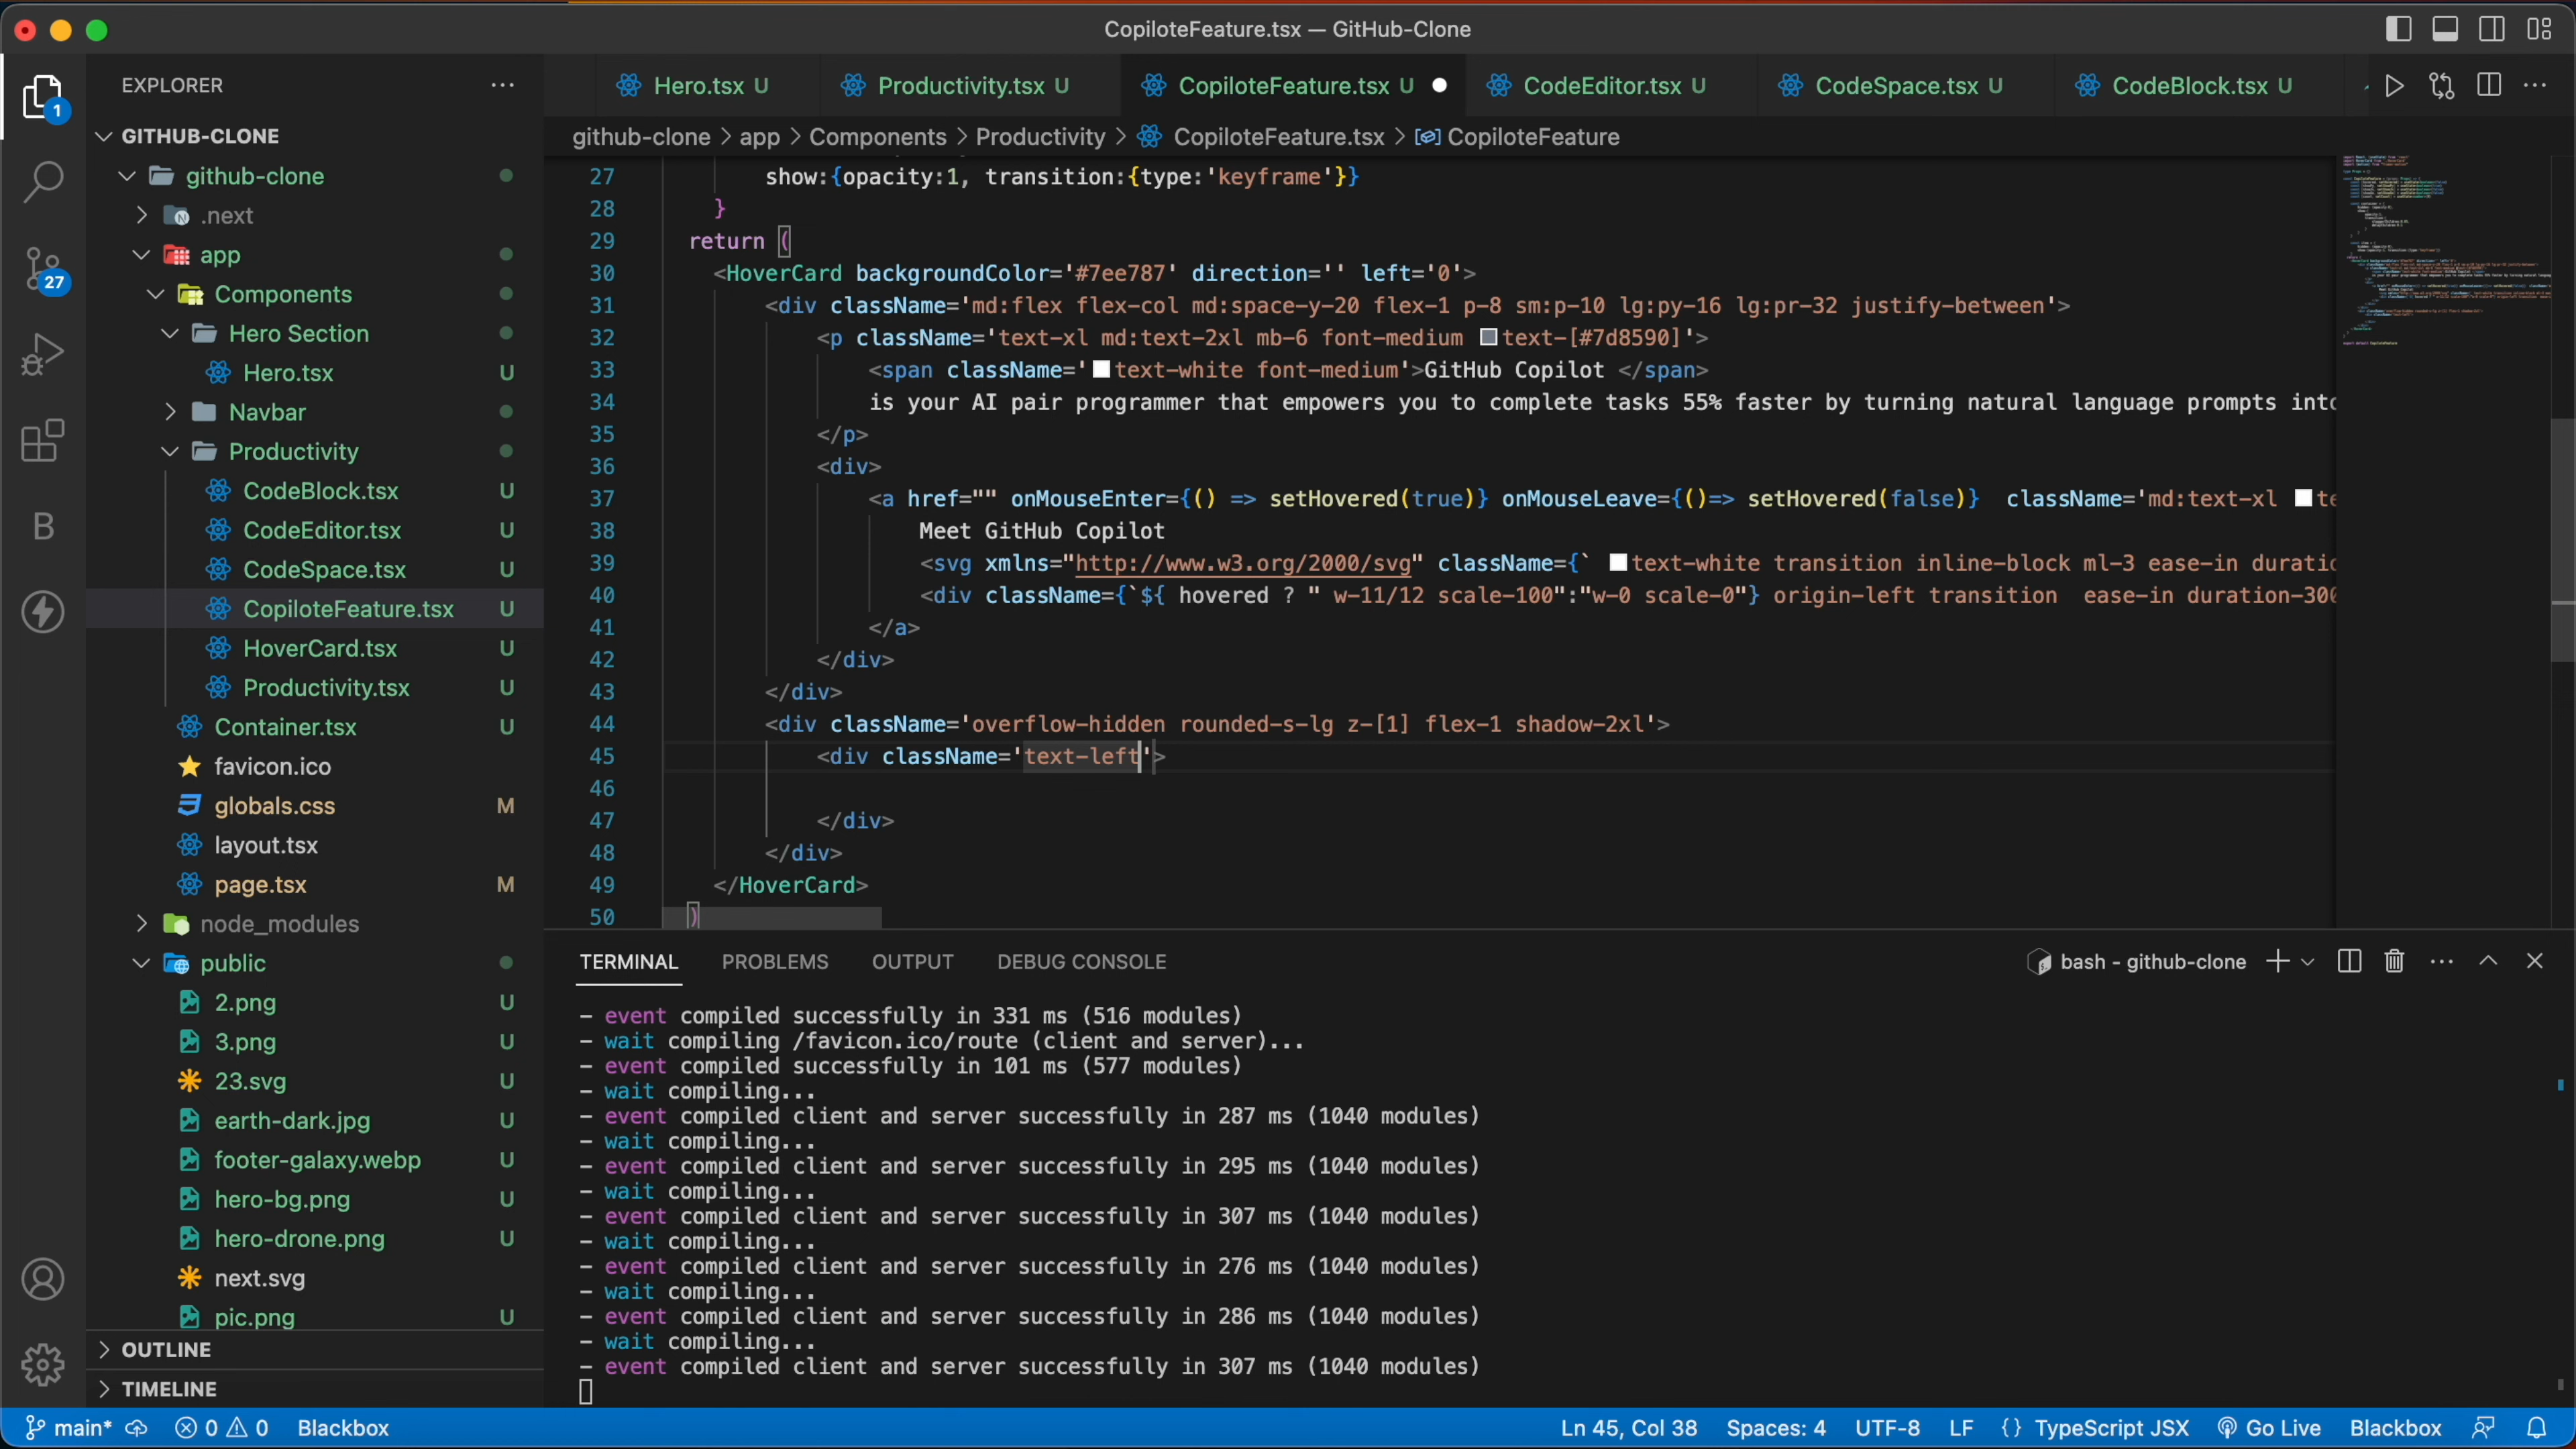 CopiloteFeature.tsx — GitHub-Clone
EXPLORER
Hero.tsx U
Productivity.tsx U
CopiloteFeature.tsx U
CodeEditor.tsx U
CodeSpace.tsx U
CodeBlock.tsx U
1
GITHUB-CLONE
github-clone > app > Components > Productivity > CopiloteFeature.tsx > CopiloteFeature
github-clone
.next
app
Components
Hero Section
Hero.tsx U
Navbar
Productivity
CodeBlock.tsx U
CodeEditor.tsx U
CodeSpace.tsx U
CopiloteFeature.tsx U
HoverCard.tsx U
Productivity.tsx U
Container.tsx U
favicon.ico
globals.css M
layout.tsx
page.tsx M
node_modules
public
2.png U
3.png U
23.svg U
earth-dark.jpg U
footer-galaxy.webp U
hero-bg.png U
hero-drone.png U
next.svg
pic.png U
OUTLINE
TIMELINE
27
B
27 show:{opacity:1, transition:{type:'keyframe'}}
28 }
29 return (
30 <HoverCard backgroundColor='#7ee787' direction='' left='0'>
31 <div className='md:flex flex-col md:space-y-20 flex-1 p-8 sm:p-10 lg:py-16 lg:pr-32 justify-between'>
32 <p className='text-xl md:text-2xl mb-6 font-medium text-[#7d8590]'>
33 <span className='text-white font-medium'>GitHub Copilot </span>
34 is your AI pair programmer that empowers you to complete tasks 55% faster by turning natural language prompts into
35 </p>
36 <div>
37 <a href="" onMouseEnter={() => setHovered(true)} onMouseLeave={()=> setHovered(false)}  className='md:text-xl te
38 Meet GitHub Copilot
39 <svg xmlns="http://www.w3.org/2000/svg" className={` text-white transition inline-block ml-3 ease-in duratio
40 <div className={`${ hovered ? " w-11/12 scale-100":"w-0 scale-0"} origin-left transition  ease-in duration-300
41 </a>
42 </div>
43 </div>
44 <div className='overflow-hidden rounded-s-lg z-[1] flex-1 shadow-2xl'>
45 <div className='text-left'>
46
47 </div>
48 </div>
49 </HoverCard>
50 )
TERMINAL PROBLEMS OUTPUT DEBUG CONSOLE
bash - github-clone
- event compiled successfully in 331 ms (516 modules)
- wait compiling /favicon.ico/route (client and server)...
- event compiled successfully in 101 ms (577 modules)
- wait compiling...
- event compiled client and server successfully in 287 ms (1040 modules)
- wait compiling...
- event compiled client and server successfully in 295 ms (1040 modules)
- wait compiling...
- event compiled client and server successfully in 307 ms (1040 modules)
- wait compiling...
- event compiled client and server successfully in 276 ms (1040 modules)
- wait compiling...
- event compiled client and server successfully in 286 ms (1040 modules)
- wait compiling...
- event compiled client and server successfully in 307 ms (1040 modules)
main* 0 0 Blackbox
Ln 45, Col 38 Spaces: 4 UTF-8 LF {} TypeScript JSX Go Live Blackbox